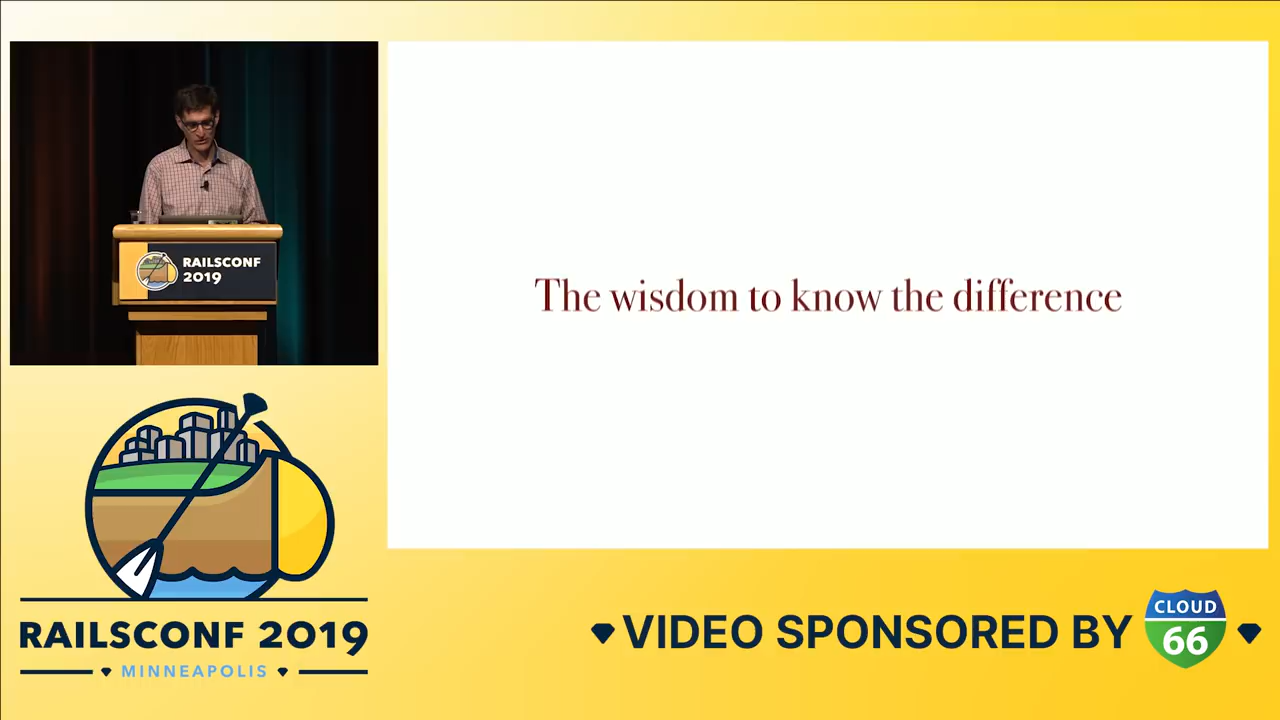 RAILSCONF
2019
The wisdom to know the difference
RAILSCONF 2019
MINNEAPOLIS
VIDEO SPONSORED BY
CLOUD
66